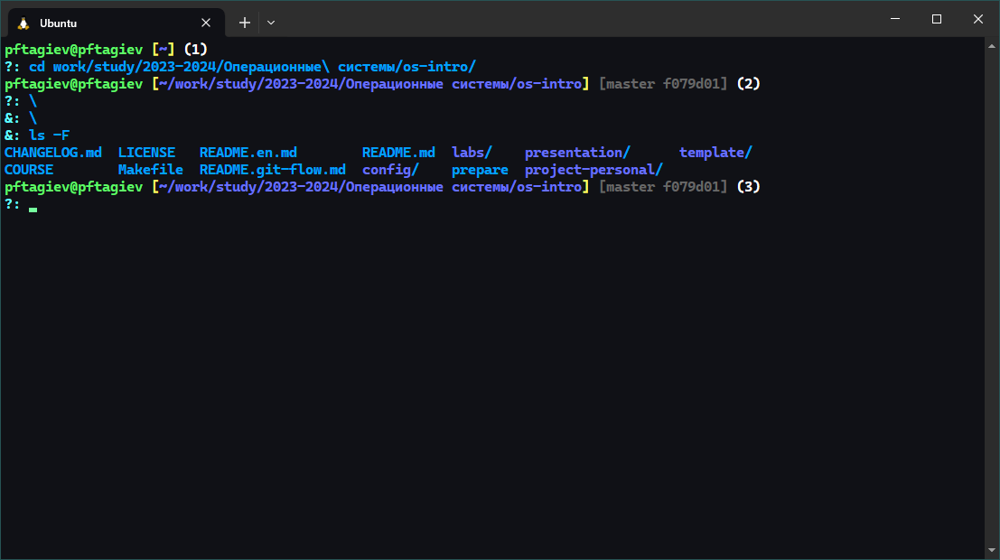 Ubuntu
pftagiev@pftagiev [~] (1)
?: cd work/study/2023-2024/Операционные\ системы/os-intro/
pftagiev@pftagiev [~/work/study/2023-2024/Операционные системы/os-intro] [master f079d01] (2)
?: \
&: \
&: ls -F
CHANGELOG.md  LICENSE   README.en.md        README.md  labs/    presentation/      template/
COURSE        Makefile  README.git-flow.md  config/    prepare  project-personal/
pftagiev@pftagiev [~/work/study/2023-2024/Операционные системы/os-intro] [master f079d01] (3)
?: